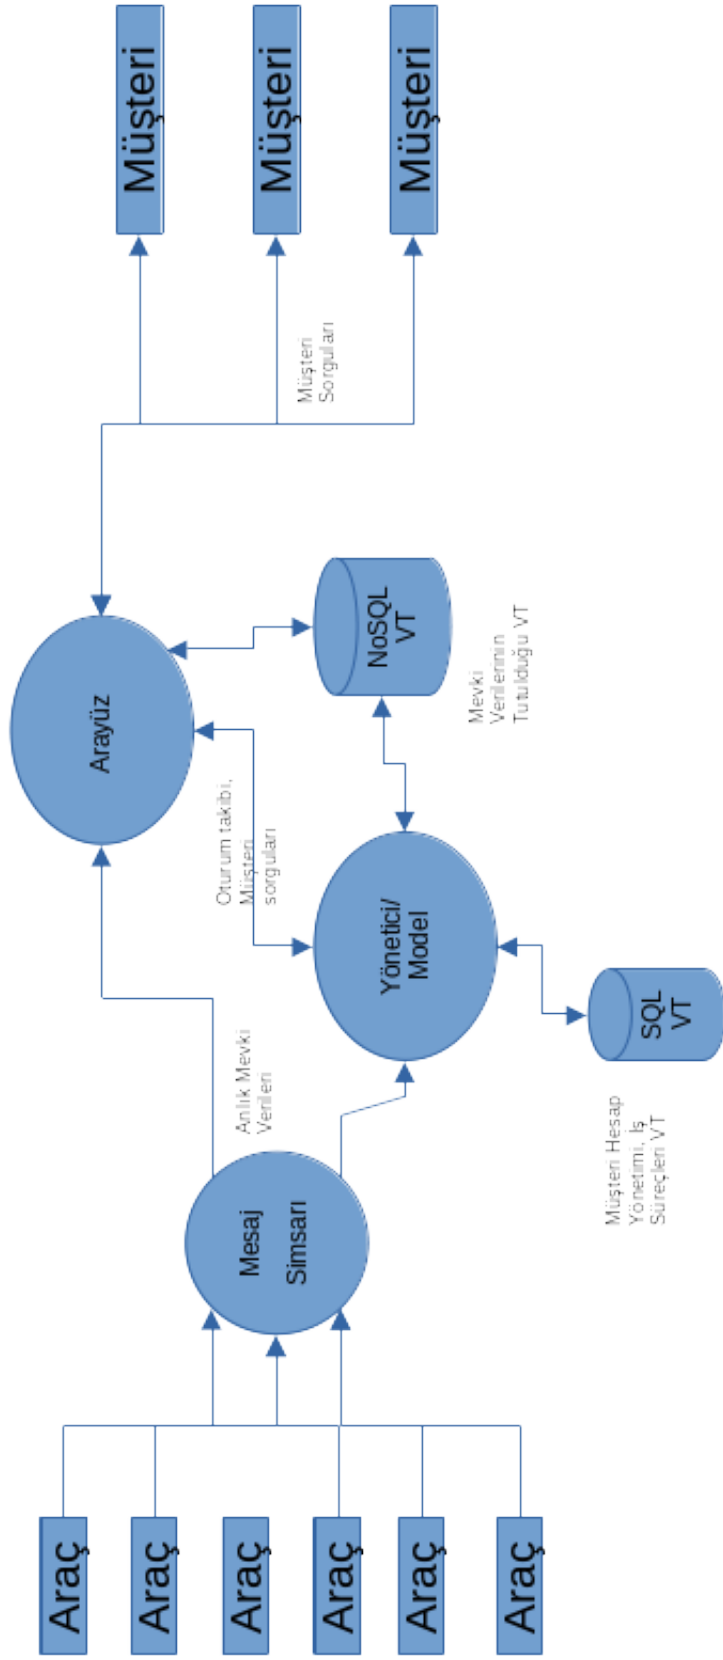 Araç
Araç
Araç
Araç
Araç
Araç
Mesaj
Simsarı
Anlık Mevki
Verileri
Arayüz
Oturum takibi,
Müşteri
sorguları
Yönetici/
Model
NoSQL
VT
Mevki
Verilerinin
Tutulduğu VT
SQL
VT
Müşteri Hesap
Yönetimi, İş
Süreçleri VT
Müşteri
Sorguları
Müşteri
Müşteri
Müşteri